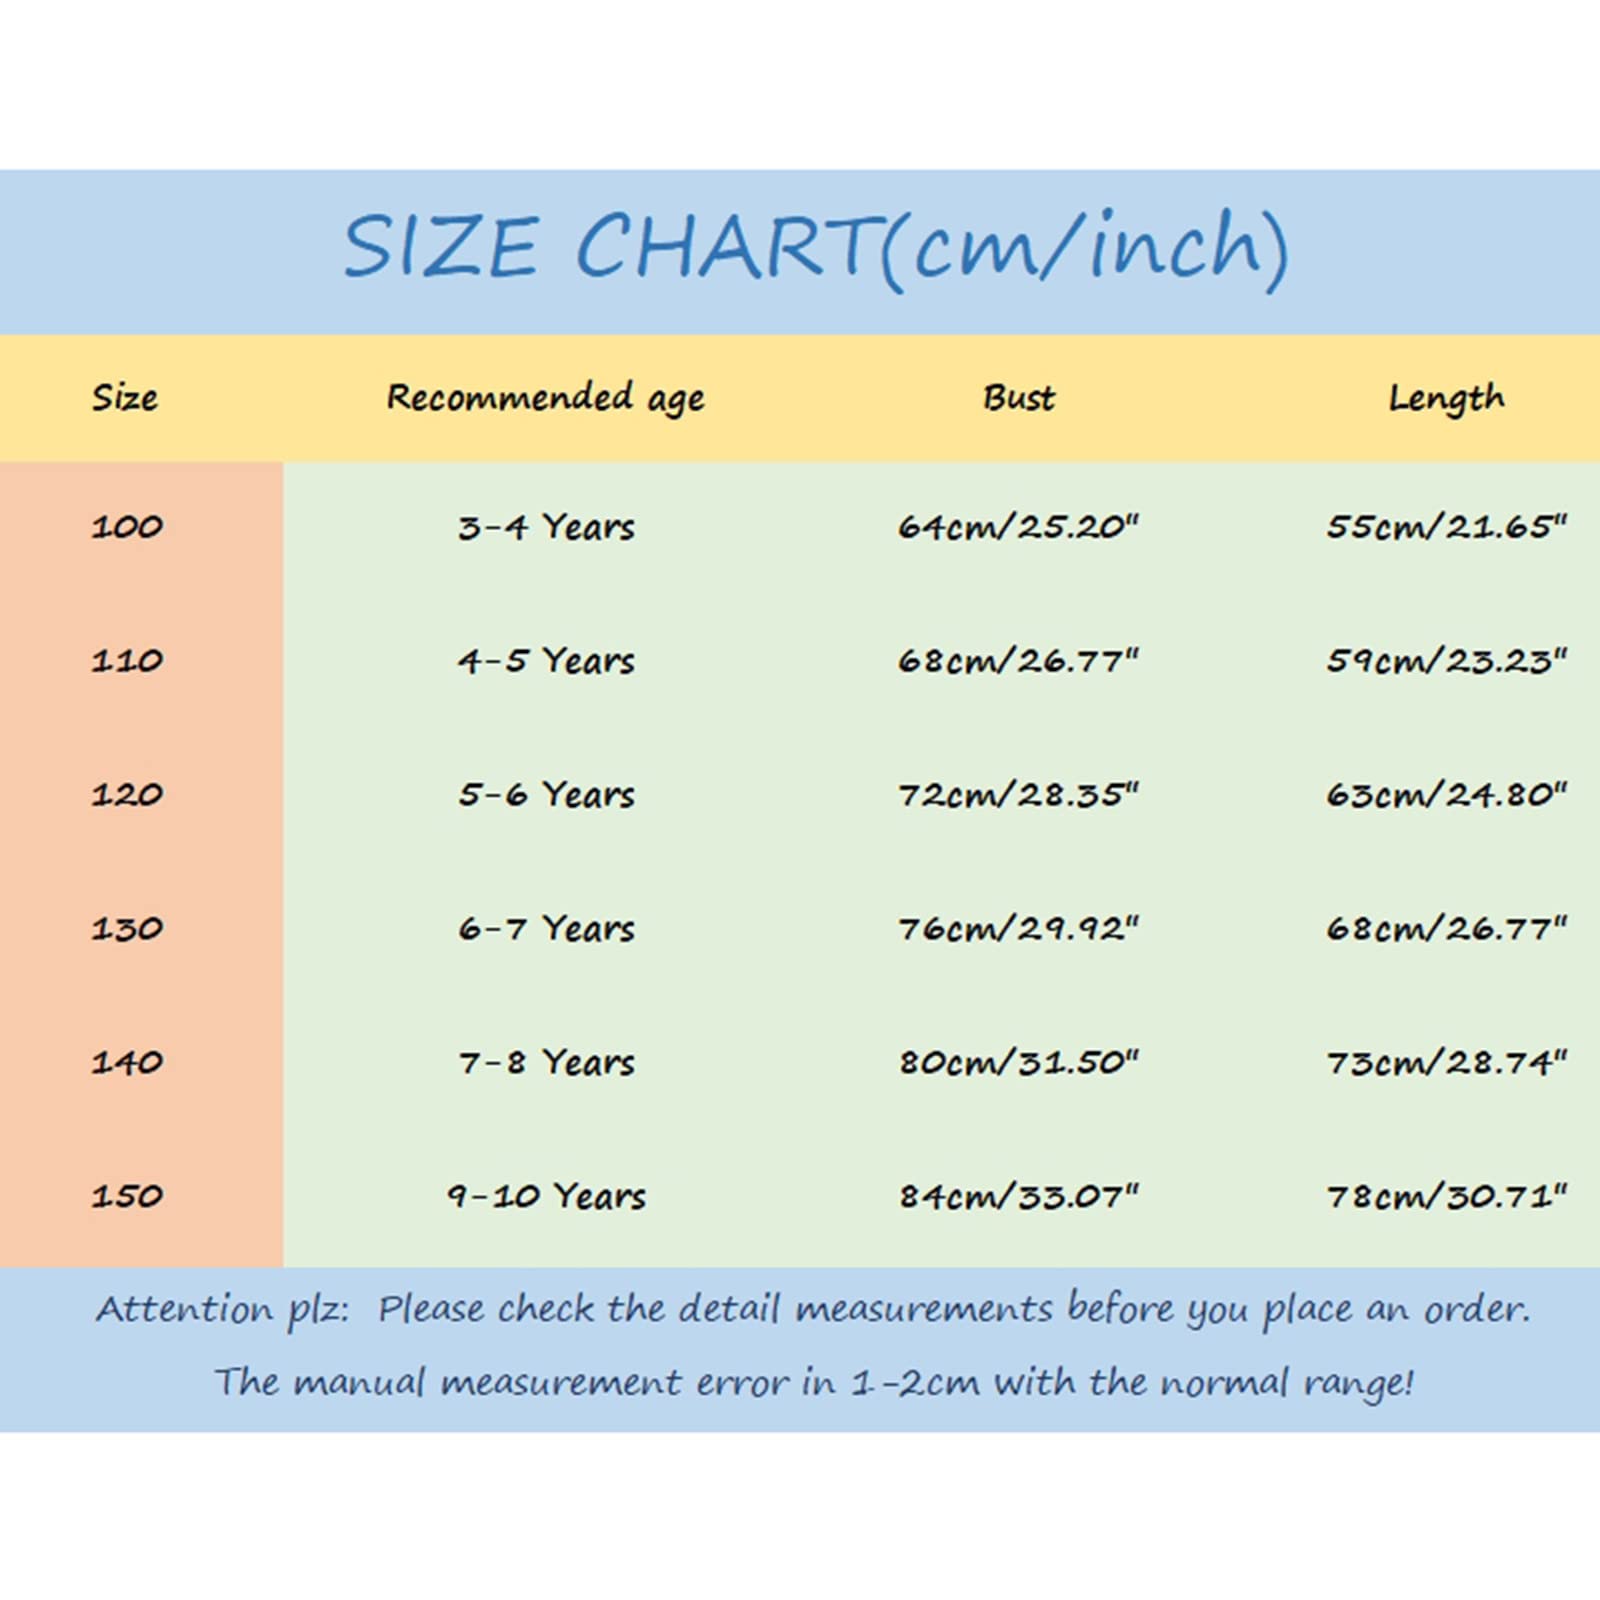 SIZE CHART(cm/inch)
Size Recommended age Bust Length
100 3-4 Years 64cm/25.20" 55cm/21.65"
110 4-5 Years 68cm/26.77" 59cm/23.23"
120 5-6 Years 72cm/28.35" 63cm/24.80"
130 6-7 Years 76cm/29.92" 68cm/26.77"
140 7-8 Years 80cm/31.50" 73cm/28.74"
150 9-10 Years 84cm/33.07" 78cm/30.71"
Attention plz: Please check the detail measurements before you place an order.
The manual measurement error in 1-2cm with the normal range!